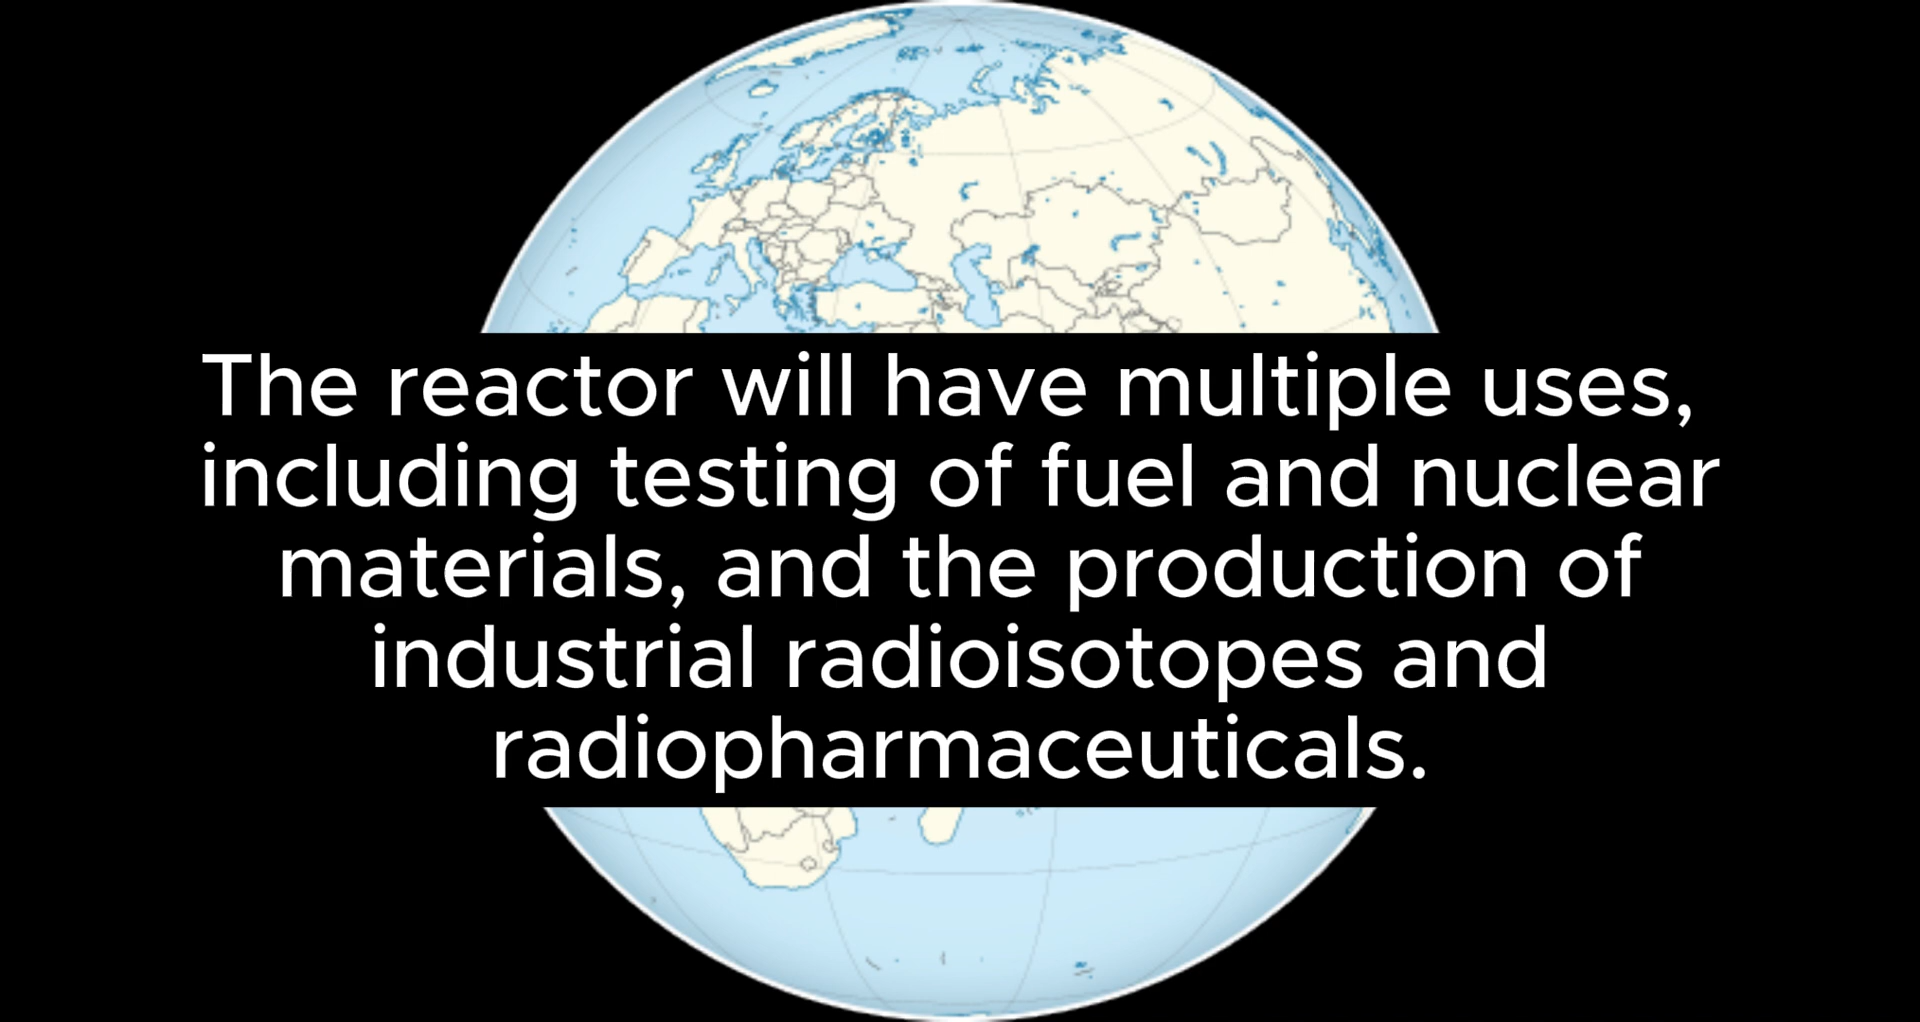 The reactor will have multiple uses,
including testing of fuel and nuclear
materials, and the production of
industrial radioisotopes and
radiopharmaceuticals.